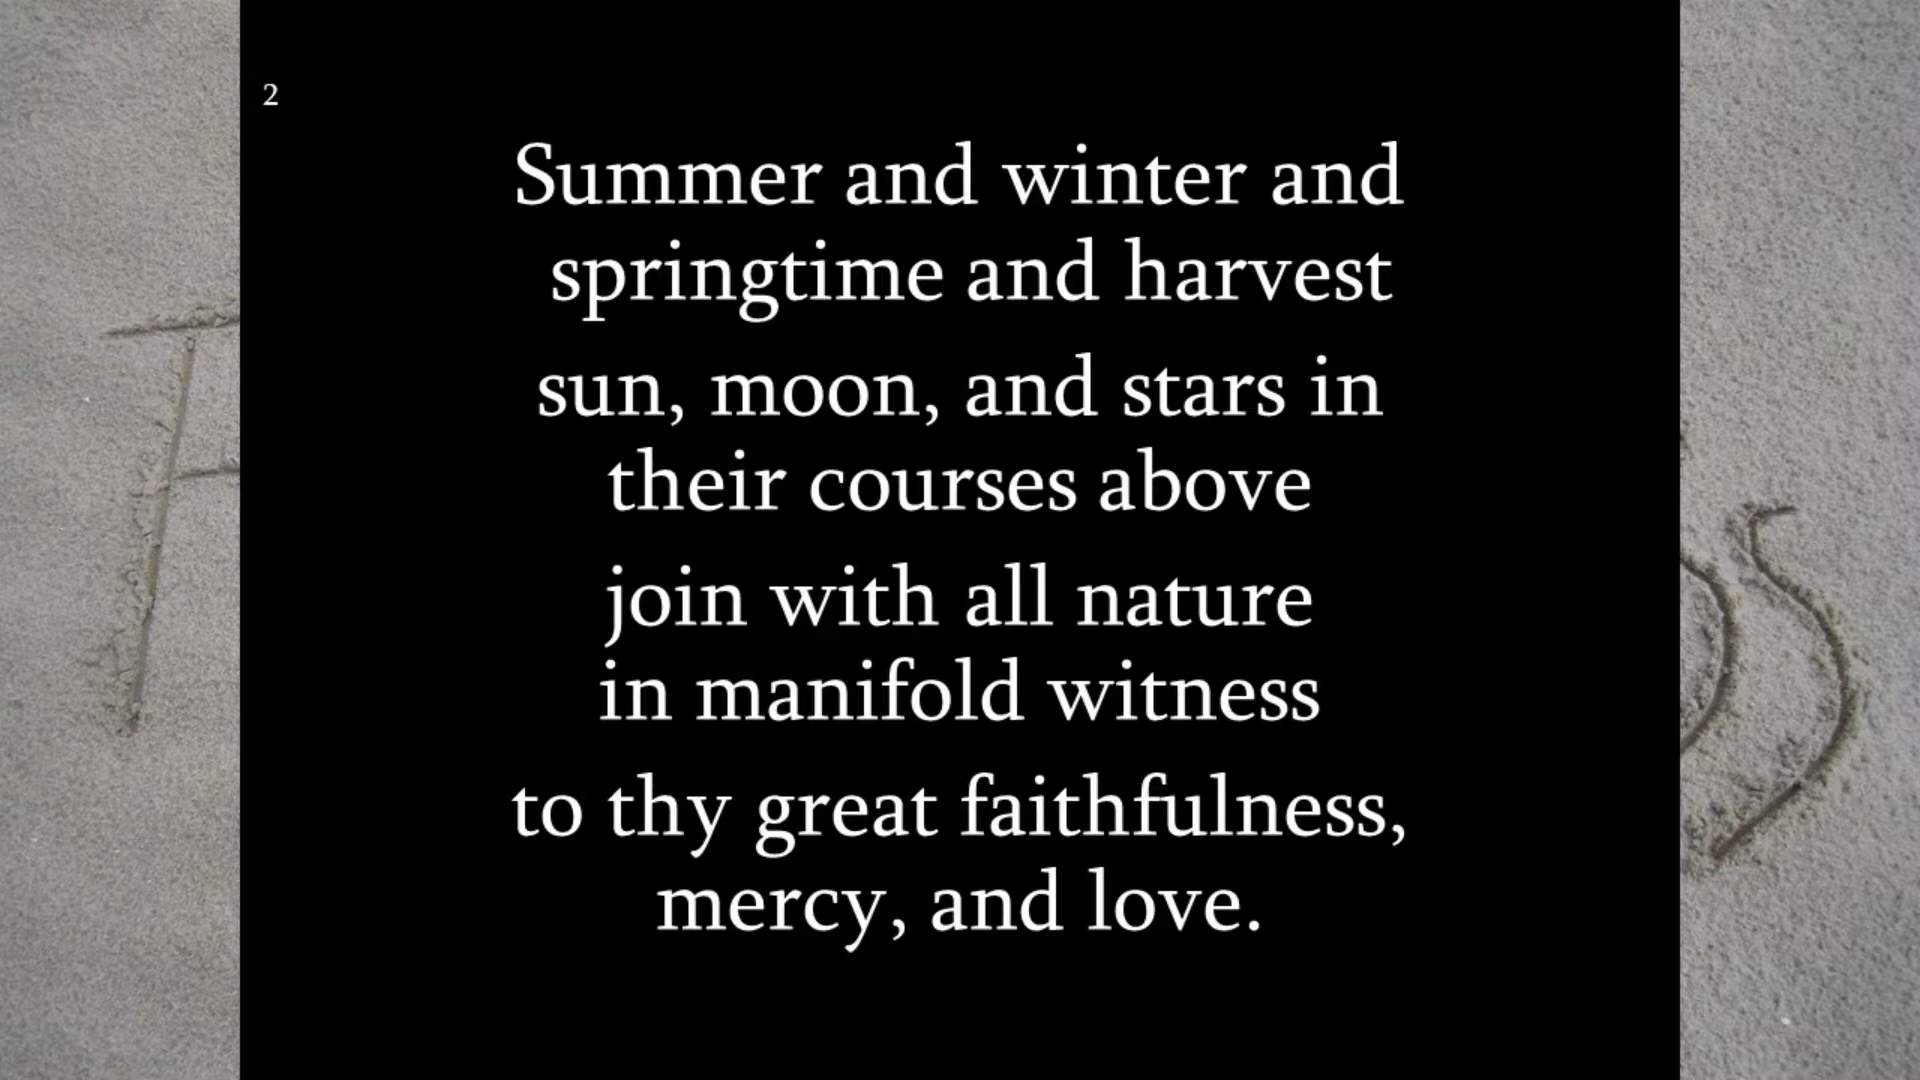 2
Summer and winter and
springtime and harvest
sun, moon, and stars in
their courses above
join with all nature
in manifold witness
to thy great faithfulness,
mercy, and love.